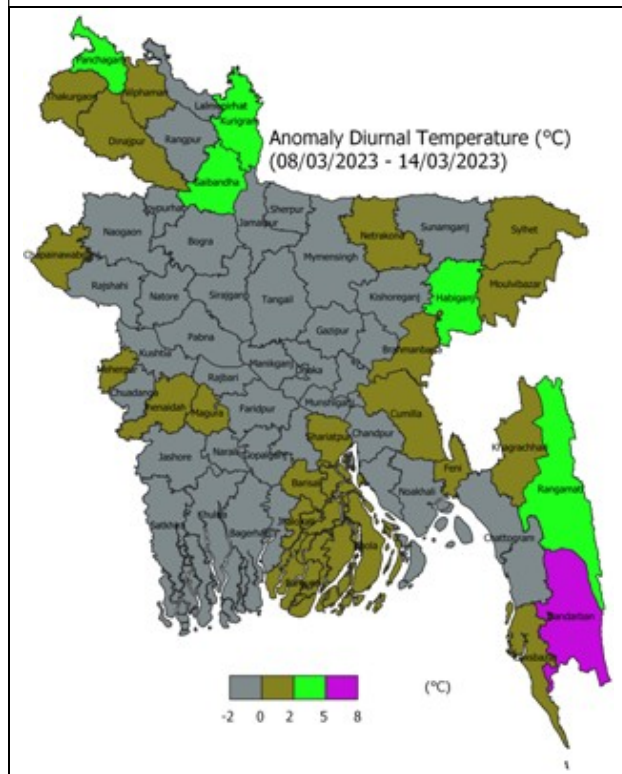 Panchagarh
Thakurgaon
Nilphamari
Lalmonirhat
Kurigram
Dinajpur
Rangpur
Anomaly Diurnal Temperature (°C)
(08/03/2023 - 14/03/2023)
Gaibandha
Sherpur
Jamalpur
Netrakona
Sunamganj
Sylhet
Naogaon
Bogra
Mymensingh
Moulvibazar
Rajshahi
Natore
Sirajganj
Tangail
Kishoreganj
Habiganj
Pabna
Gazipur
Brahmanbaria
Kushtia
Meherpur
Chuadanga
Rajbari
Manikganj
Dhaka
Jhenaidah
Magura
Faridpur
Munshiganj
Cumilla
Shariatpur
Chandpur
Khagrachhari
Jashore
Narail
Gopalganj
Feni
Rangamati
Barisal
Noakhali
Satkhira
Khulna
Bagerhat
Bhola
Chattogram
Bandarban
(°C)
-2 0 2 5 8